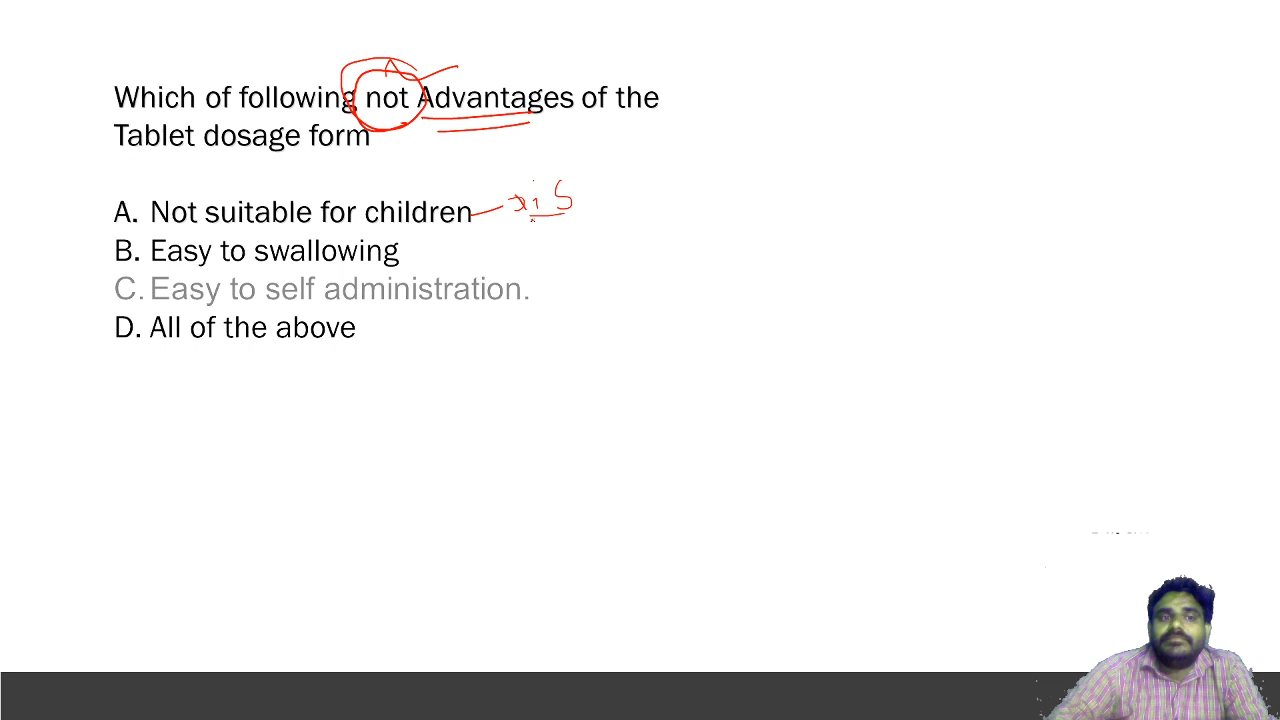 Which of following not Advantages of the
Tablet dosage form
A. Not suitable for children
B. Easy to swallowing
C. Easy to self administration.
D. All of the above